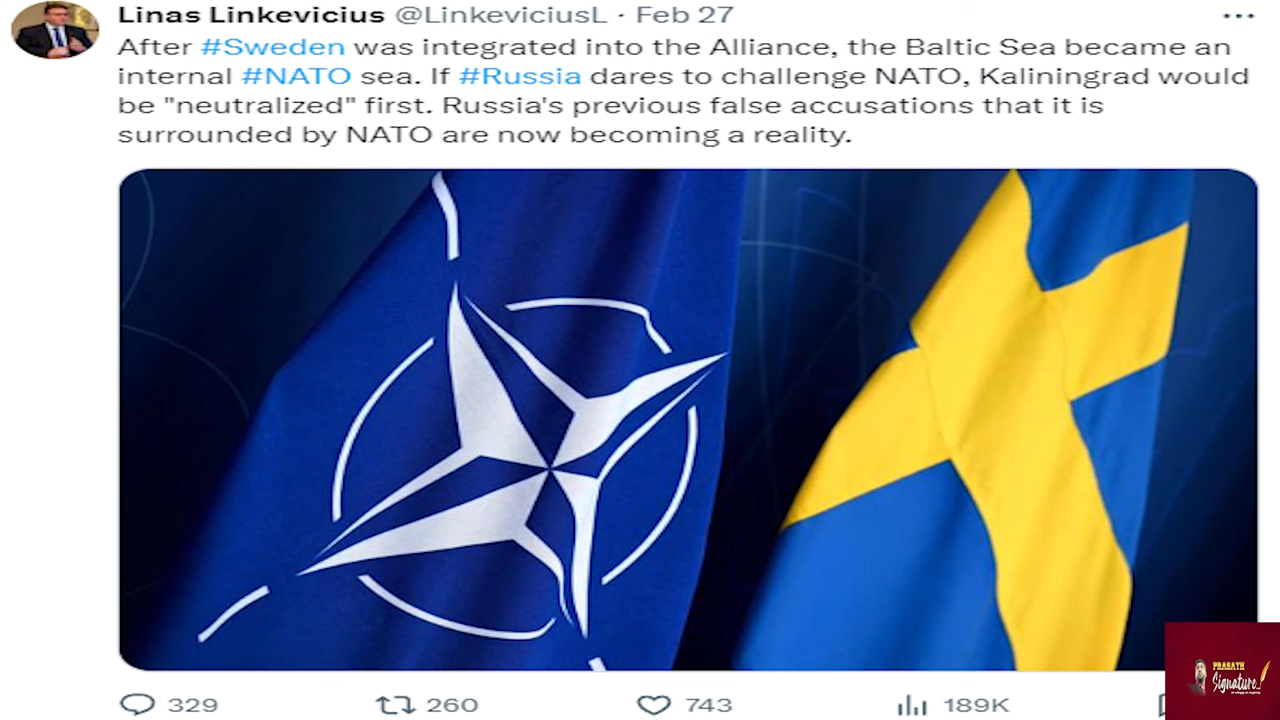 Linas Linkevicius @LinkeviciusL · Feb 27
After #Sweden was integrated into the Alliance, the Baltic Sea became an
internal #NATO sea. If #Russia dares to challenge NATO, Kaliningrad would
be "neutralized" first. Russia's previous false accusations that it is
surrounded by NATO are now becoming a reality.
329 260 743 189K
PRASATH
Signature..!